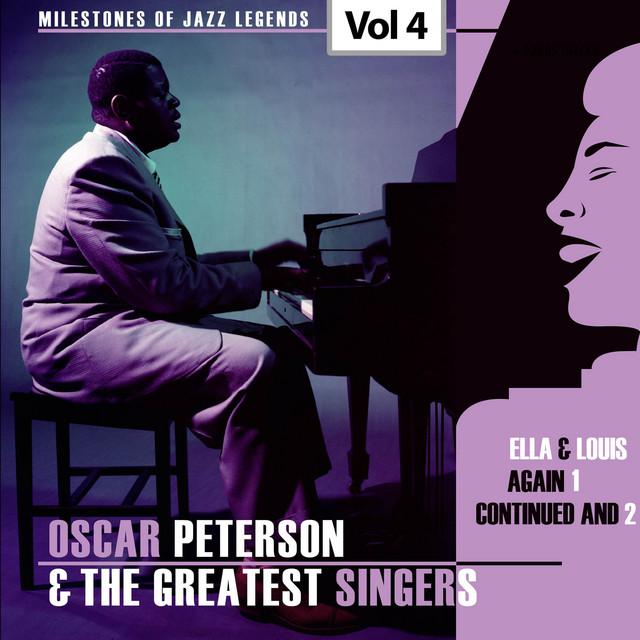 MILESTONES OF JAZZ LEGENDS
Vol 4
ELLA & LOUIS
AGAIN 1
CONTINUED AND 2
OSCAR PETERSON
& THE GREATEST SINGERS